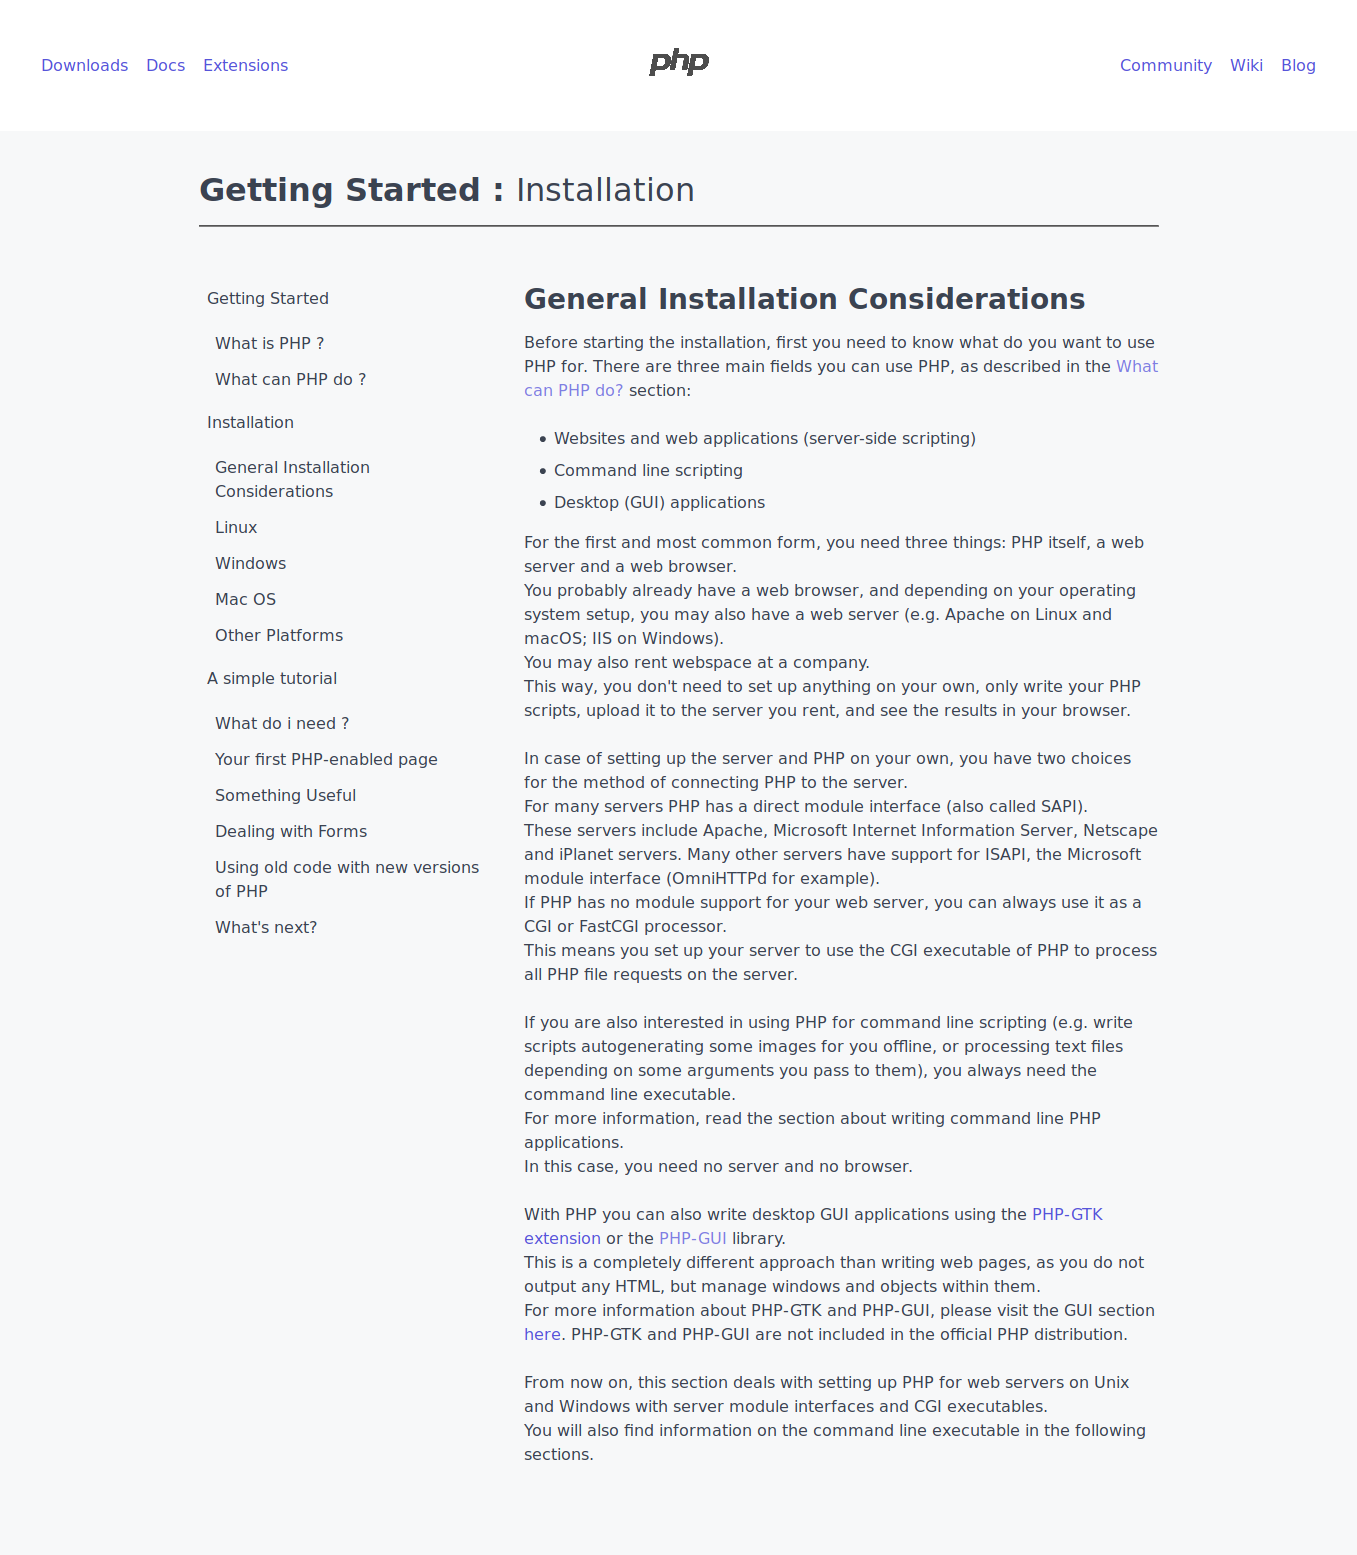 Downloads Docs Extensions
php
Community Wiki Blog
Getting Started : Installation
Getting Started
What is PHP ?
What can PHP do ?
Installation
General Installation
Considerations
Linux
Windows
Mac OS
Other Platforms
A simple tutorial
What do i need ?
Your first PHP-enabled page
Something Useful
Dealing with Forms
Using old code with new versions
of PHP
What's next?
General Installation Considerations
Before starting the installation, first you need to know what do you want to use
PHP for. There are three main fields you can use PHP, as described in the What
can PHP do? section:
• Websites and web applications (server-side scripting)
• Command line scripting
• Desktop (GUI) applications
For the first and most common form, you need three things: PHP itself, a web
server and a web browser.
You probably already have a web browser, and depending on your operating
system setup, you may also have a web server (e.g. Apache on Linux and
macOS; IIS on Windows).
You may also rent webspace at a company.
This way, you don't need to set up anything on your own, only write your PHP
scripts, upload it to the server you rent, and see the results in your browser.
In case of setting up the server and PHP on your own, you have two choices
for the method of connecting PHP to the server.
For many servers PHP has a direct module interface (also called SAPI).
These servers include Apache, Microsoft Internet Information Server, Netscape
and iPlanet servers. Many other servers have support for ISAPI, the Microsoft
module interface (OmniHTTPd for example).
If PHP has no module support for your web server, you can always use it as a
CGI or FastCGI processor.
This means you set up your server to use the CGI executable of PHP to process
all PHP file requests on the server.
If you are also interested in using PHP for command line scripting (e.g. write
scripts autogenerating some images for you offline, or processing text files
depending on some arguments you pass to them), you always need the
command line executable.
For more information, read the section about writing command line PHP
applications.
In this case, you need no server and no browser.
With PHP you can also write desktop GUI applications using the PHP-GTK
extension or the PHP-GUI library.
This is a completely different approach than writing web pages, as you do not
output any HTML, but manage windows and objects within them.
For more information about PHP-GTK and PHP-GUI, please visit the GUI section
here. PHP-GTK and PHP-GUI are not included in the official PHP distribution.
From now on, this section deals with setting up PHP for web servers on Unix
and Windows with server module interfaces and CGI executables.
You will also find information on the command line executable in the following
sections.